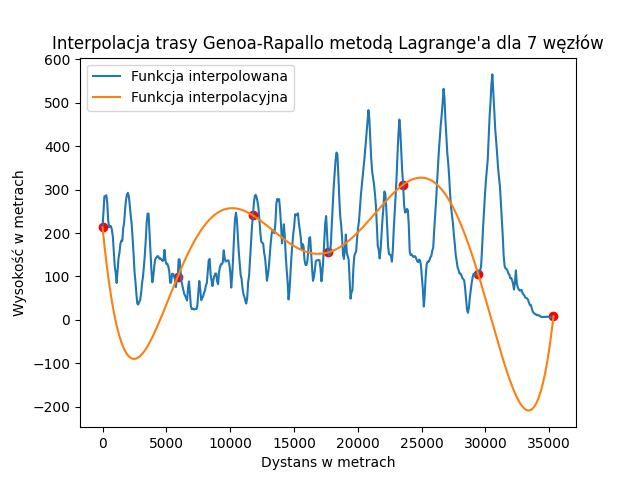 Interpolacja trasy Genoa-Rapallo metodą Lagrange'a dla 7 węzłów
Funkcja interpolowana
Funkcja interpolacyjna
Wysokość w metrach
600
500
400
300
200
100
0
−100
−200
0 5000 10000 15000 20000 25000 30000 35000
Dystans w metrach